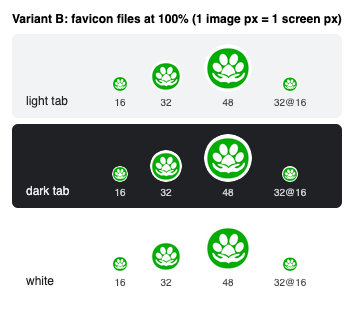 Variant B: favicon files at 100% (1 image px = 1 screen px)
light tab
16 32 48 32@16
dark tab
16 32 48 32@16
white
16 32 48 32@16